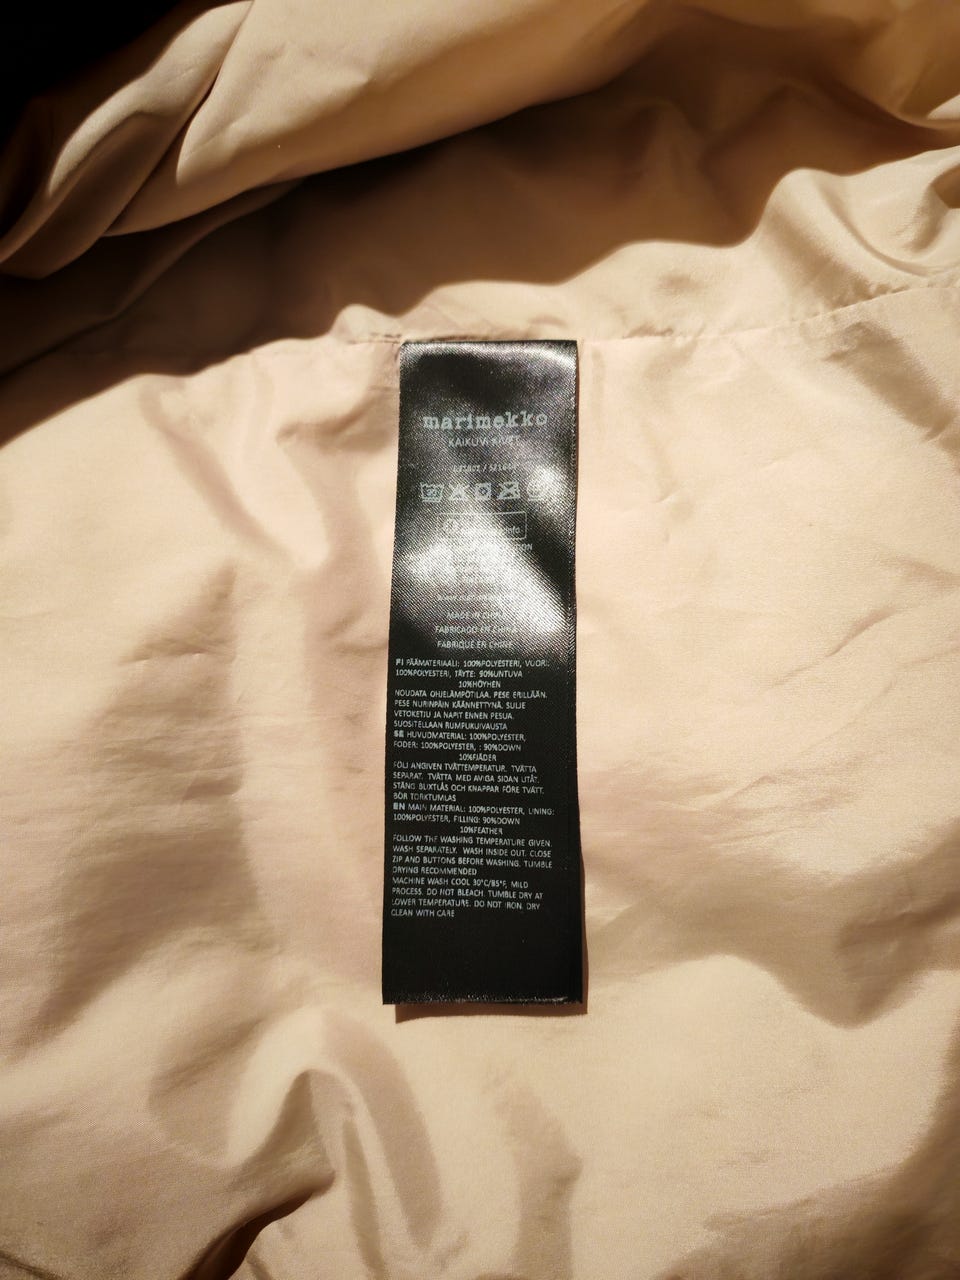 marimekko
MADE IN CHINA
FABRICADO EN CHINA
FABRIQUÉ EN CHINE
FI PÄÄMATERIAALI: 100%POLYESTERI, VUORI:
100%POLYESTERI, TÄYTE: 90%UNTUVA
10%HÖYHEN
NOUDATA OHJELÄMPÖTILAA. PESE ERILLÄÄN.
PESE NURINPÄIN KÄÄNNETTYNÄ. SULJE
VETOKETJU JA NAPIT ENNEN PESUA.
SUOSITELLAAN RUMPUKUIVAUSTA
SE HUVUDMATERIAL: 100%POLYESTER,
FODER: 100%POLYESTER, : 90%DOWN
10%FJÄDER
FÖLJ ANGIVEN TVÄTTEMPERATUR. TVÄTTA
SEPARAT. TVÄTTA MED AVIGA SIDAN UTÅT.
STÄNG BLIXTLÅS OCH KNAPPAR FÖRE TVÄTT.
BÖR TORKTUMLAS
EN MAIN MATERIAL: 100%POLYESTER, LINING:
100%POLYESTER, FILLING: 90%DOWN
10%FEATHER
FOLLOW THE WASHING TEMPERATURE GIVEN.
WASH SEPARATELY. WASH INSIDE OUT. CLOSE
ZIP AND BUTTONS BEFORE WASHING. TUMBLE
DRYING RECOMMENDED
MACHINE WASH COOL 30°C/85°F, MILD
PROCESS. DO NOT BLEACH. TUMBLE DRY AT
LOWER TEMPERATURE. DO NOT IRON. DRY
CLEAN WITH CARE